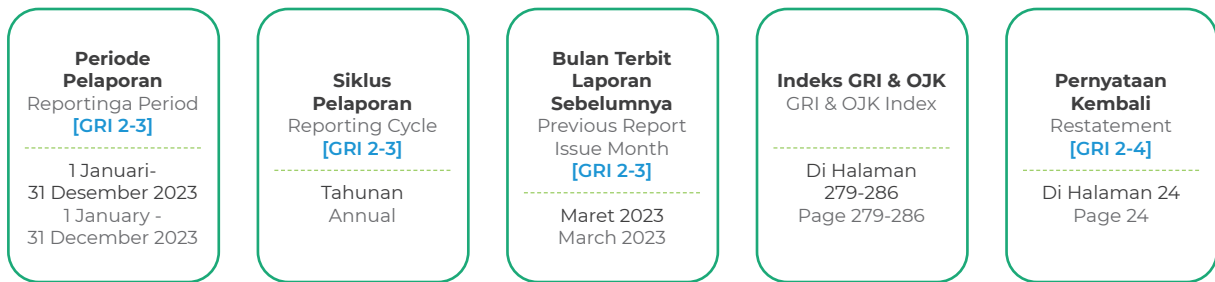 Periode
Pelaporan
Reportinga Period
[GRI 2-3]
1 Januari-
31 Desember 2023
1 January -
31 December 2023
Siklus
Pelaporan
Reporting Cycle
[GRI 2-3]
Tahunan
Annual
Bulan Terbit
Laporan
Sebelumnya
Previous Report
Issue Month
[GRI 2-3]
Maret 2023
March 2023
Indeks GRI & OJK
GRI & OJK Index
Di Halaman
279-286
Page 279-286
Pernyataan
Kembali
Restatement
[GRI 2-4]
Di Halaman 24
Page 24